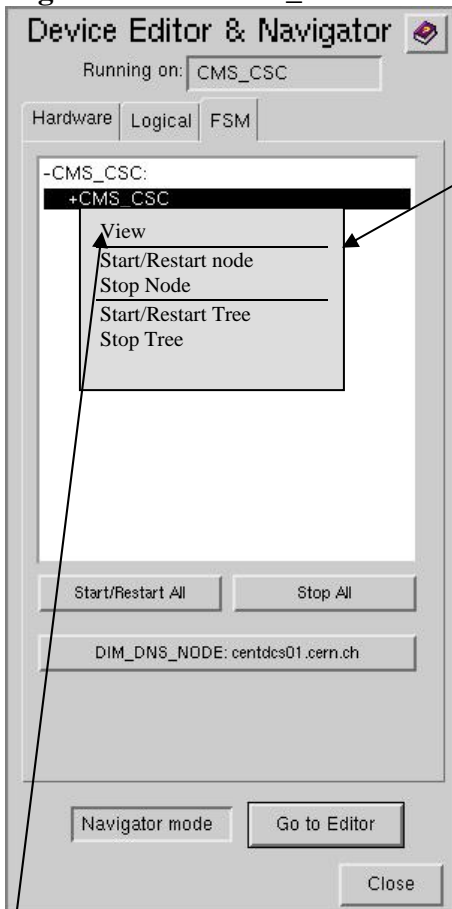 Device Editor & Navigator
Running on: CMS_CSC
Hardware Logical FSM
-CMS_CSC:
+CMS_CSC
View
Start/Restart node
Stop Node
Start/Restart Tree
Stop Tree
Start/Restart All Stop All
DIM_DNS_NODE: centdcs01.cern.ch
Navigator mode Go to Editor
Close